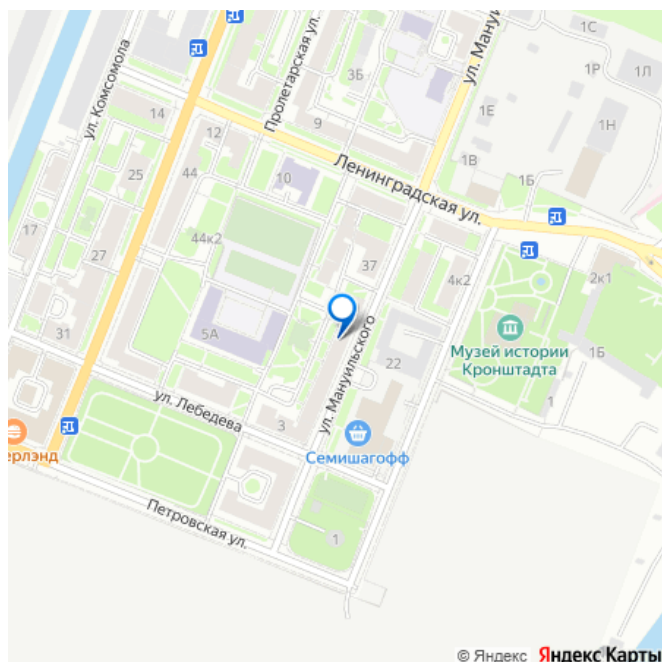 1С
1Р
1Л
ул. Мануи
Пролетарская ул.
3Б
ул. Комсомола
1Е
14
12
9
1Н
Ленинградская ул.
1В
1Б
25
44
10
17
44к2
27
37
4к2
2к1
31
5А
Музей истории
Кронштадта
1Б
22
ул. Мануильского
1
ул. Лебедева
3
Семишагофф
ерлэнд
Петровская ул.
1
© Яндекс Яндекс Карты